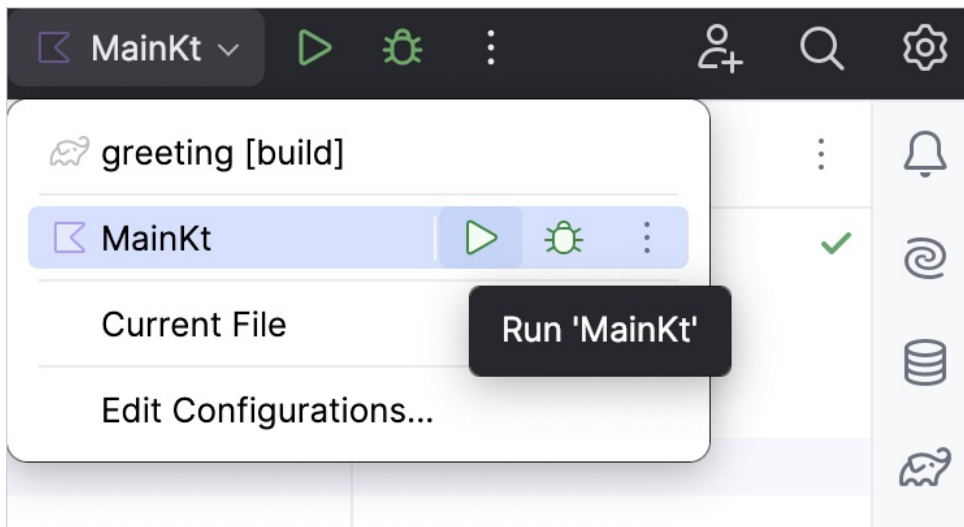 MainKt
greeting [build]
MainKt
Current File
Run 'MainKt'
Edit Configurations...